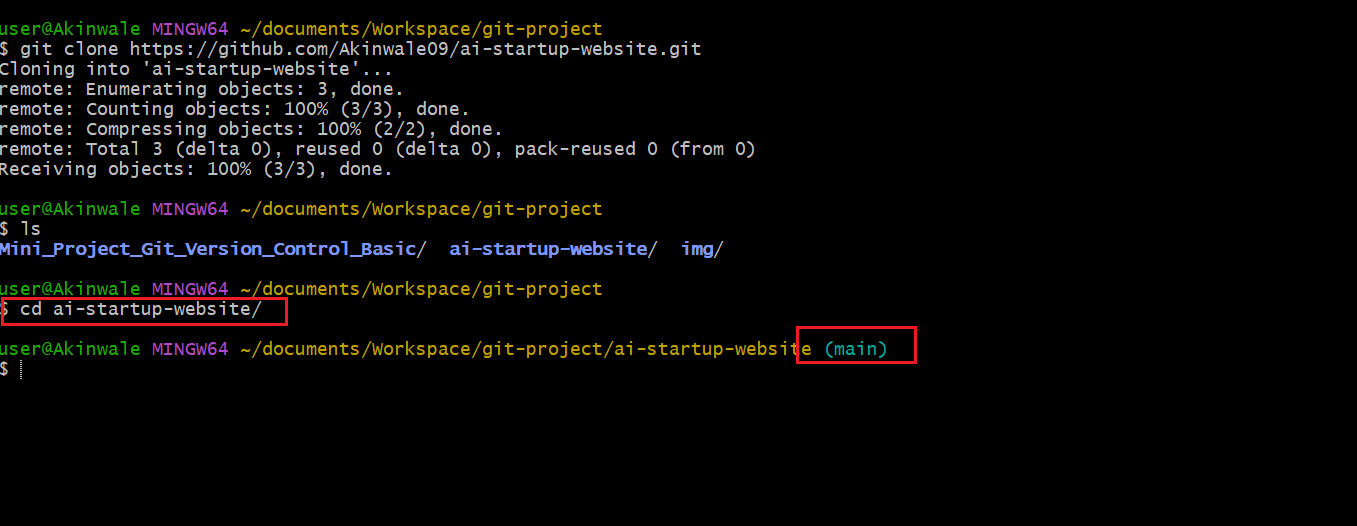 user@Akinwale MINGW64 ~/documents/Workspace/git-project
$ git clone https://github.com/Akinwale09/ai-startup-website.git
Cloning into 'ai-startup-website'...
remote: Enumerating objects: 3, done.
remote: Counting objects: 100% (3/3), done.
remote: Compressing objects: 100% (2/2), done.
remote: Total 3 (delta 0), reused 0 (delta 0), pack-reused 0 (from 0)
Receiving objects: 100% (3/3), done.
user@Akinwale MINGW64 ~/documents/Workspace/git-project
$ ls
Mini_Project_Git_Version_Control_Basic/  ai-startup-website/  img/
user@Akinwale MINGW64 ~/documents/Workspace/git-project
$ cd ai-startup-website/
user@Akinwale MINGW64 ~/documents/Workspace/git-project/ai-startup-website (main)
$